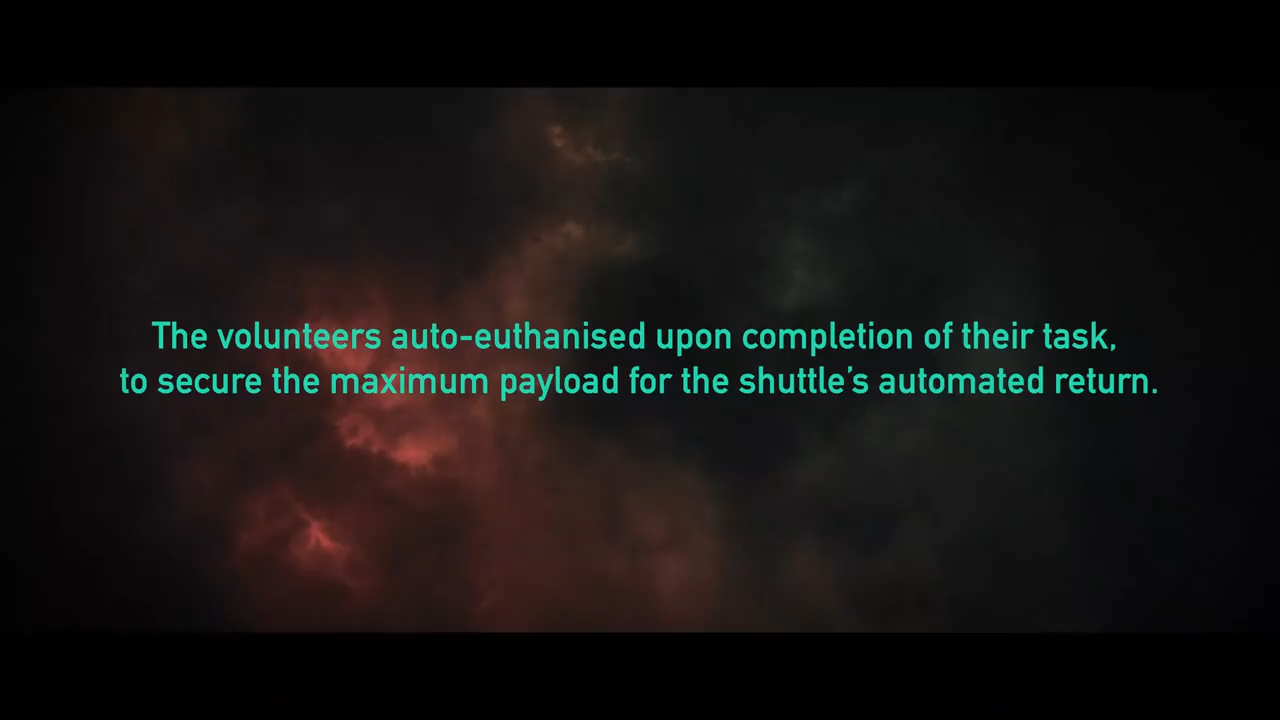 The volunteers auto-euthanised upon completion of their task,
to secure the maximum payload for the shuttle's automated return.